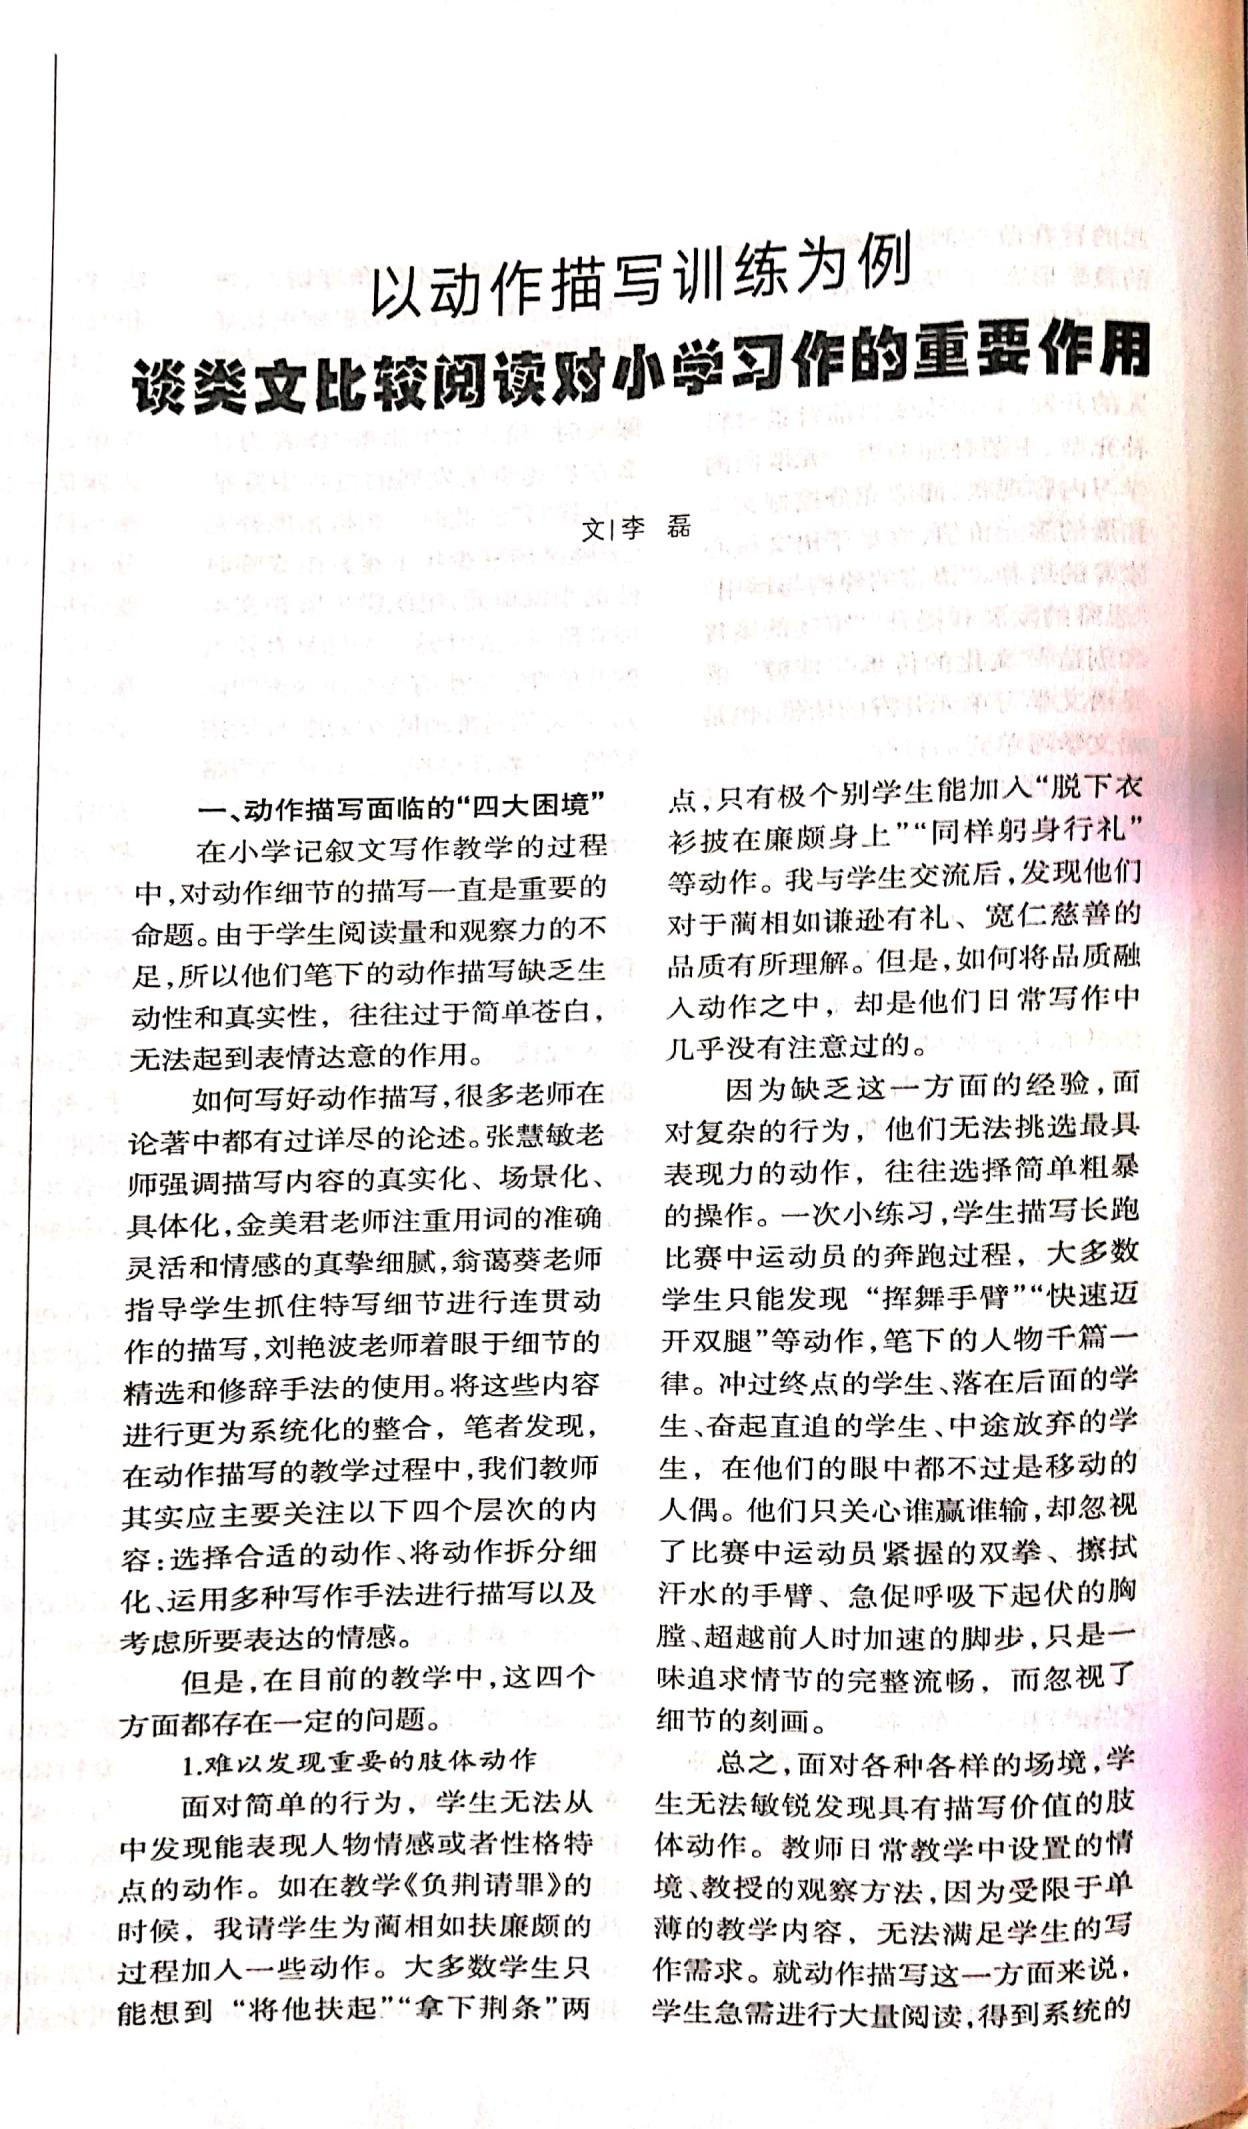 以动作描写训练为例
谈类文比较阅读对小学习作的重要作用
文|李 磊
一、动作描写面临的“四大困境”
在小学记叙文写作教学的过程
中,对动作细节的描写一直是重要的
命题。由于学生阅读量和观察力的不
足,所以他们笔下的动作描写缺乏生
动性和真实性，往往过于简单苍白，
无法起到表情达意的作用。
如何写好动作描写,很多老师在
论著中都有过详尽的论述。张慧敏老
师强调描写内容的真实化、场景化、
具体化,金美君老师注重用词的准确
灵活和情感的真挚细腻,翁蔼葵老师
指导学生抓住特写细节进行连贯动
作的描写,刘艳波老师着眼于细节的
精选和修辞手法的使用。将这些内容
进行更为系统化的整合，笔者发现，
在动作描写的教学过程中,我们教师
其实应主要关注以下四个层次的内
容:选择合适的动作、将动作拆分细
化、运用多种写作手法进行描写以及
考虑所要表达的情感。
但是,在目前的教学中,这四个
方面都存在一定的问题。
1.难以发现重要的肢体动作
面对简单的行为，学生无法从
中发现能表现人物情感或者性格特
点的动作。如在教学《负荆请罪》的
时候，我请学生为蔺相如扶廉颇的
过程加入一些动作。大多数学生只
能想到“将他扶起”“拿下荆条”两
点,只有极个别学生能加入“脱下衣
衫披在廉颇身上”“同样躬身行礼”
等动作。我与学生交流后,发现他们
对于蔺相如谦逊有礼、宽仁慈善的
品质有所理解。但是,如何将品质融
入动作之中，却是他们日常写作中
几乎没有注意过的。
因为缺乏这一方面的经验,面
对复杂的行为，他们无法挑选最具
表现力的动作，往往选择简单粗暴
的操作。一次小练习,学生描写长跑
比赛中运动员的奔跑过程，大多数
学生只能发现“挥舞手臂”“快速迈
开双腿”等动作,笔下的人物千篇一
律。冲过终点的学生、落在后面的学
生、奋起直追的学生、中途放弃的学
生，在他们的眼中都不过是移动的
人偶。他们只关心谁赢谁输,却忽视
了比赛中运动员紧握的双拳、擦拭
汗水的手臂、急促呼吸下起伏的胸
膛、超越前人时加速的脚步,只是一
味追求情节的完整流畅，而忽视了
细节的刻画。
总之,面对各种各样的场境,学
生无法敏锐发现具有描写价值的肢
体动作。教师日常教学中设置的情
境、教授的观察方法,因为受限于单
薄的教学内容，无法满足学生的写
作需求。就动作描写这一方面来说，
学生急需进行大量阅读,得到系统的